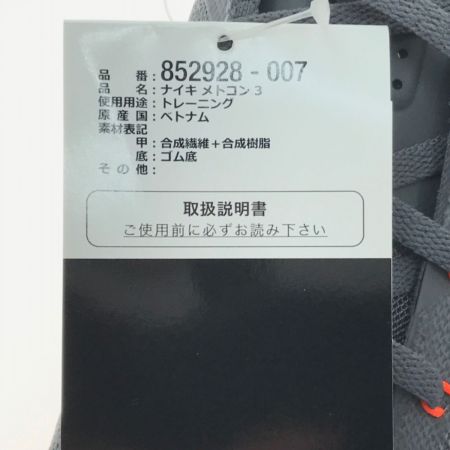 品番：852928-007
品名：ナイキ メトコン 3
使用用途：トレーニング
原産国：ベトナム
素材表記
甲：合成繊維＋合成樹脂
底：ゴム底
その他：
取扱説明書
ご使用前に必ずお読み下さい